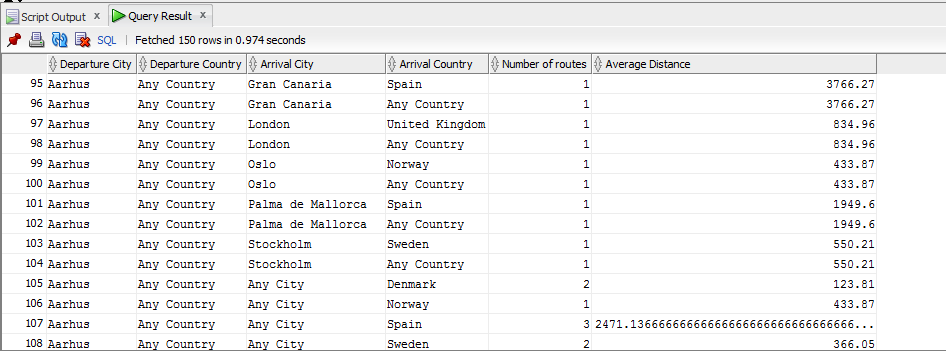 Script Output x Query Result x
SQL | Fetched 150 rows in 0.974 seconds
Departure City Departure Country Arrival City Arrival Country Number of routes Average Distance
95 Aarhus Any Country Gran Canaria Spain 1 3766.27
96 Aarhus Any Country Gran Canaria Any Country 1 3766.27
97 Aarhus Any Country London United Kingdom 1 834.96
98 Aarhus Any Country London Any Country 1 834.96
99 Aarhus Any Country Oslo Norway 1 433.87
100 Aarhus Any Country Oslo Any Country 1 433.87
101 Aarhus Any Country Palma de Mallorca Spain 1 1949.6
102 Aarhus Any Country Palma de Mallorca Any Country 1 1949.6
103 Aarhus Any Country Stockholm Sweden 1 550.21
104 Aarhus Any Country Stockholm Any Country 1 550.21
105 Aarhus Any Country Any City Denmark 2 123.81
106 Aarhus Any Country Any City Norway 1 433.87
107 Aarhus Any Country Any City Spain 3 2471.13666666666666666666666666666666...
108 Aarhus Any Country Any City Sweden 2 366.05